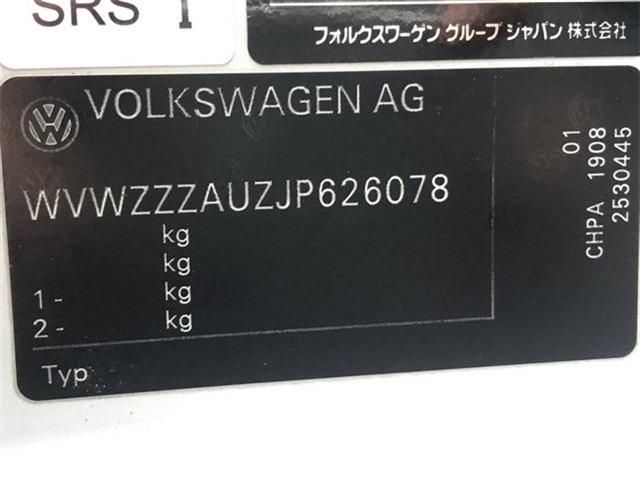 SRS I
フォルクスワーゲン グループ ジャパン 株式会社
VOLKSWAGEN AG
WVWZZZAUZJP626078
kg
kg
1 - kg
2 - kg
Typ
01
CHPA 1908
2530445